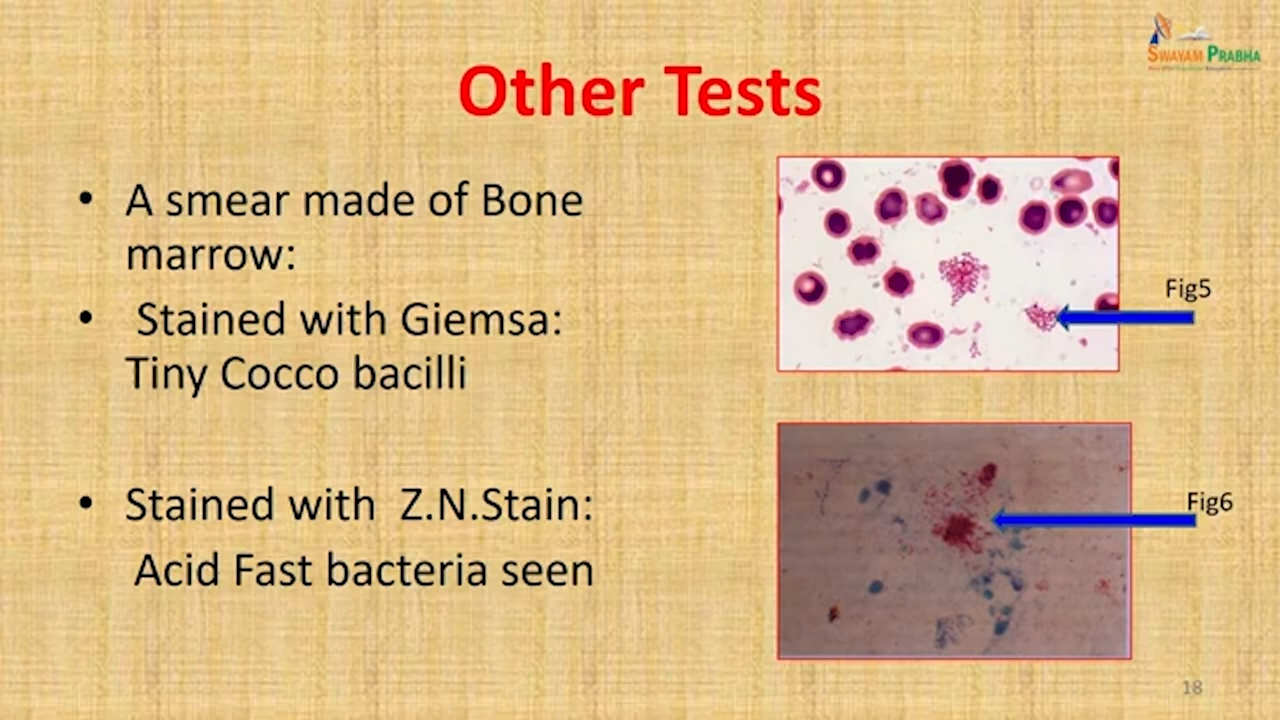 SWAYAM PRABHA
Other Tests
• A smear made of Bone
marrow:
• Stained with Giemsa:
Tiny Cocco bacilli
• Stained with Z.N.Stain:
Acid Fast bacteria seen
Fig5
Fig6
18